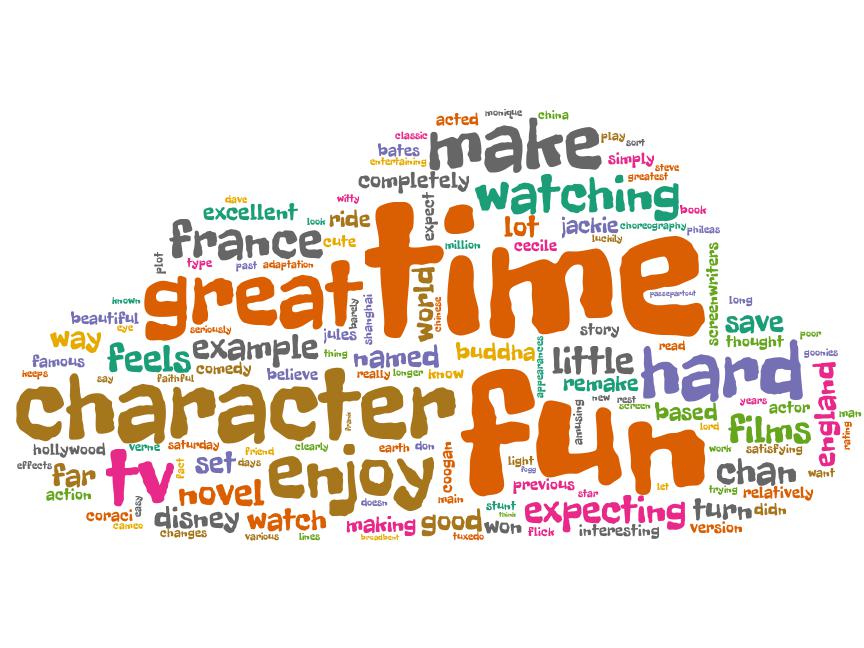 acted monique china
classic make play sort
bates simply
entertaining steve
completely greatest
watching
dave witty expect book
excellent look ride lot jackie choreography phileas
france cute million cecile luckily
time
plot type past adaptation
great world passepartout screenwriters
known barely shanghai chinese long
beautiful seriously story save
way eye jules thought poor
famous feels example thing named buddha appearances little read hard goonies
keeps say comedy believe really longer know remake
faithful new rest years actor england man
character fun amusing screen based films rating
frank lord
hollywood verne saturday clearly earth don work satisfying
effects friend light chan want
far tv fact set days enjoy coogan fogg
action novel doesn main previous star let trying relatively
easy stunt expecting turn didn
coraci disney watch making good won think
cameo changes various lines broadbent tuxedo flick interesting version